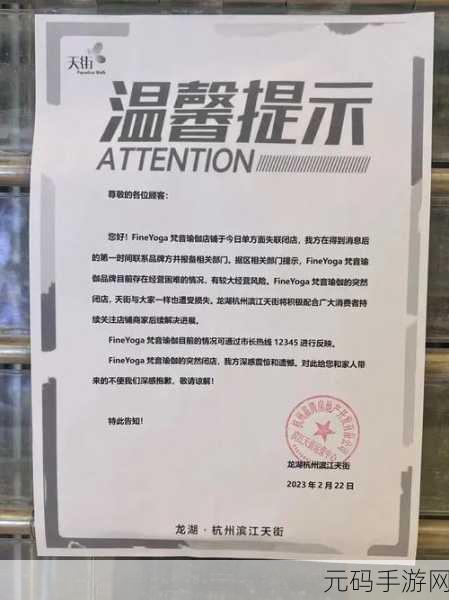 天街
Paradise Walk
温馨提示
ATTENTION
尊敬的各位顾客：
您好！FineYoga 梵音瑜伽店铺于今日单方面失联闭店，我方在得到消息后
的第一时间联系品牌方并报备相关部门。据区相关部门提示，FineYoga 梵音瑜
伽品牌目前存在经营困难的情况，有较大经营风险。FineYoga 梵音瑜伽的突然
闭店，天街与大家一样也遭受损失。龙湖杭州滨江天街将积极配合广大消费者持
续关注店铺商家后续解决进展。
FineYoga 梵音瑜伽目前的情况可通过市长热线 12345 进行反映。
FineYoga 梵音瑜伽的突然闭店，我方深感震惊和遗憾。对此给您和家人带
来的不便我们深感抱歉，敬请谅解！
特此告知！
龙湖杭州滨江天街
2023 年 2 月 22 日
龙湖·杭州滨江天街
元码手游网